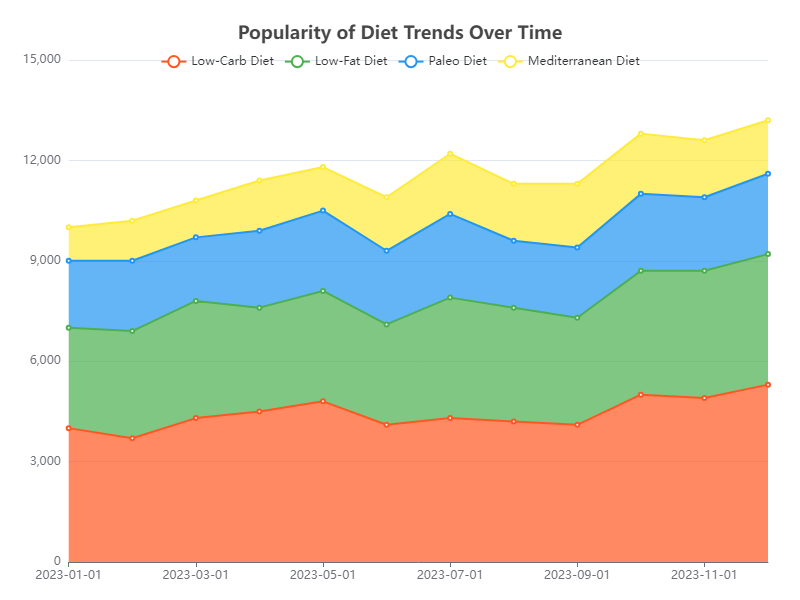 Popularity of Diet Trends Over Time
Low-Carb Diet Low-Fat Diet Paleo Diet Mediterranean Diet
15,000
12,000
9,000
6,000
3,000
0
2023-01-01 2023-03-01 2023-05-01 2023-07-01 2023-09-01 2023-11-01